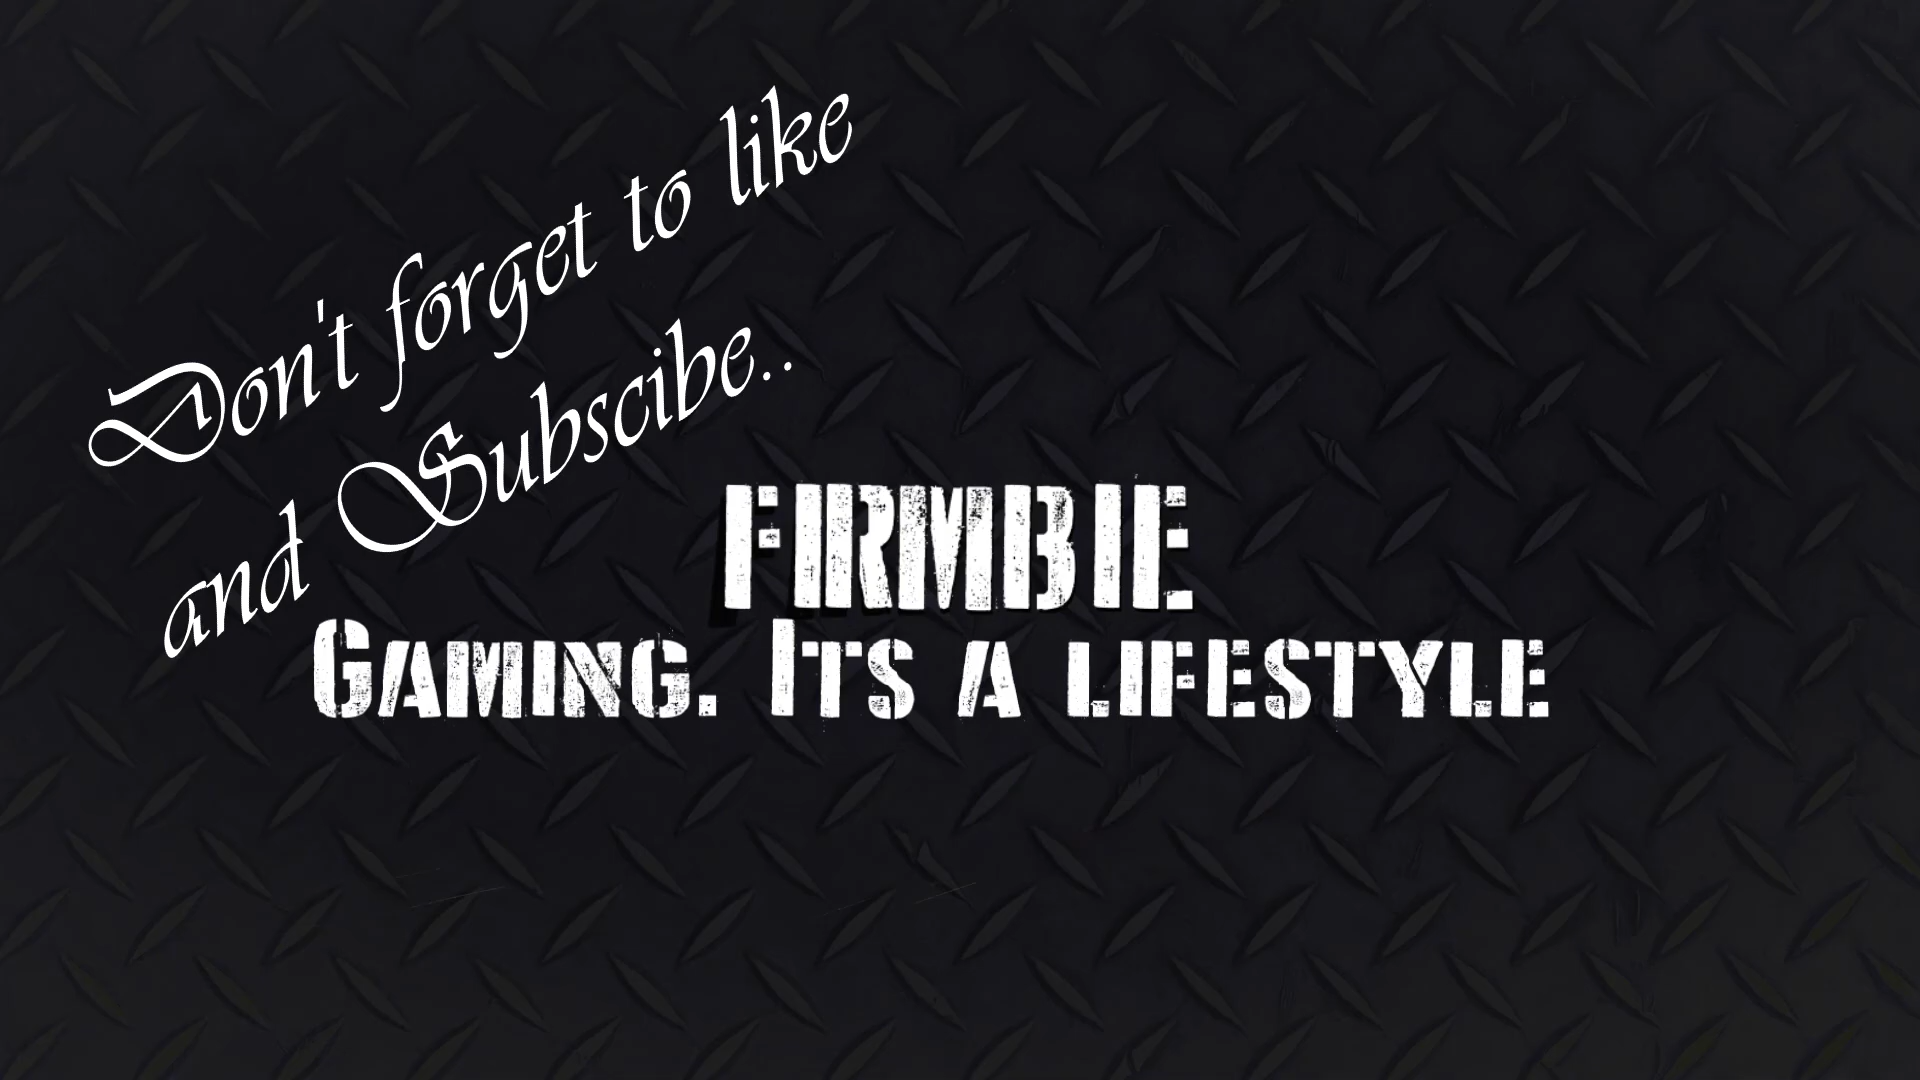 Don't forget to like
and Subscibe..
FIRMBIE
GAMING. ITS A LIFESTYLE